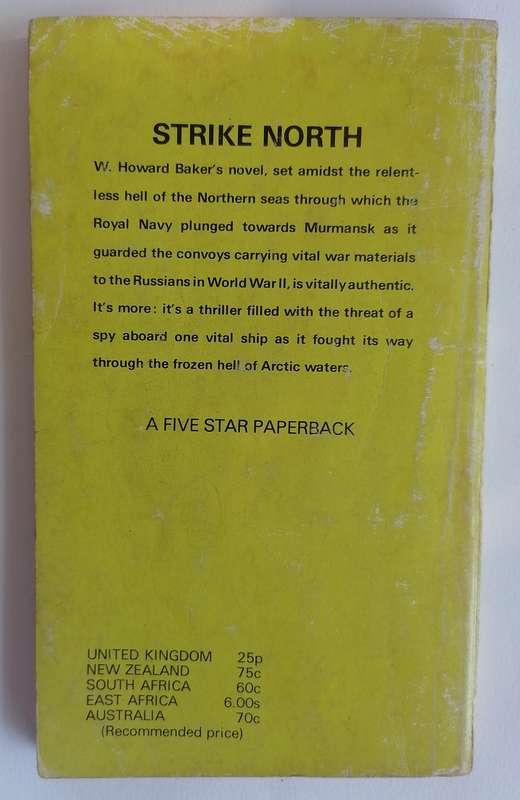 STRIKE NORTH
W. Howard Baker's novel, set amidst the relent-
less hell of the Northern seas through which the
Royal Navy plunged towards Murmansk as it
guarded the convoys carrying vital war materials
to the Russians in World War II, is vitally authentic.
It's more: it's a thriller filled with the threat of a
spy aboard one vital ship as it fought its way
through the frozen hell of Arctic waters.
A FIVE STAR PAPERBACK
UNITED KINGDOM 25p
NEW ZEALAND 75c
SOUTH AFRICA 60c
EAST AFRICA 6.00s
AUSTRALIA 70c
(Recommended price)